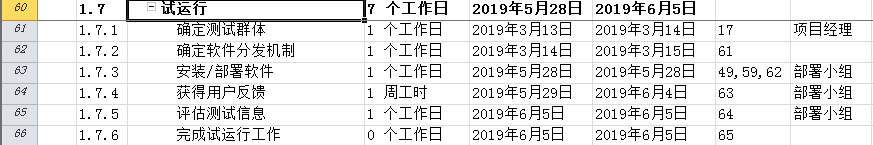 60 1.7 试运行 7 个工作日 2019年5月28日 2019年6月5日
61 1.7.1 确定测试群体 1 个工作日 2019年3月13日 2019年3月14日 17 项目经理
62 1.7.2 确定软件分发机制 1 个工作日 2019年3月14日 2019年3月15日 61
63 1.7.3 安装/部署软件 1 个工作日 2019年5月28日 2019年5月28日 49,59,62 部署小组
64 1.7.4 获得用户反馈 1 周工时 2019年5月29日 2019年6月4日 63 部署小组
65 1.7.5 评估测试信息 1 个工作日 2019年6月5日 2019年6月5日 64 部署小组
66 1.7.6 完成试运行工作 0 个工作日 2019年6月5日 2019年6月5日 65